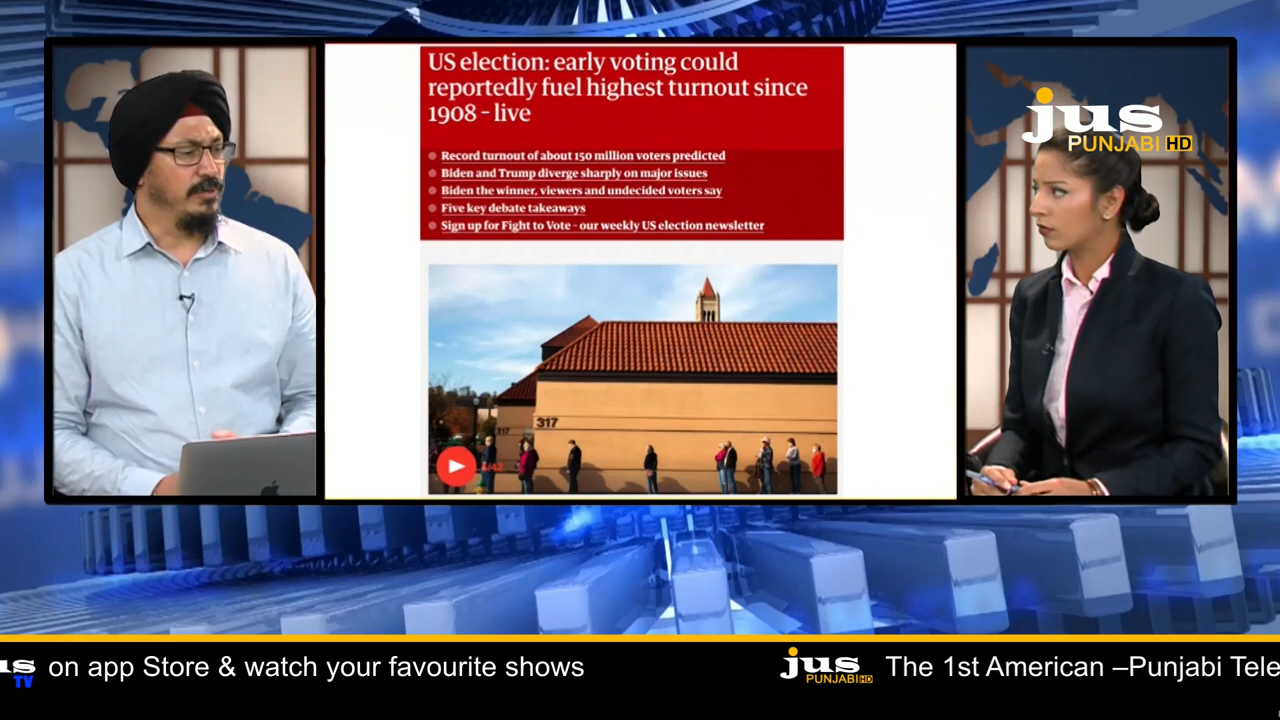 US election: early voting could
reportedly fuel highest turnout since
1908 – live
Record turnout of about 150 million voters predicted
Biden and Trump diverge sharply on major issues
Biden the winner, viewers and undecided voters say
Five key debate takeaways
Sign up for Fight to Vote – our weekly US election newsletter
jus
PUNJABI HD
317
317
us
TV
on app Store & watch your favourite shows
jus
PUNJABI HD
The 1st American –Punjabi Tele